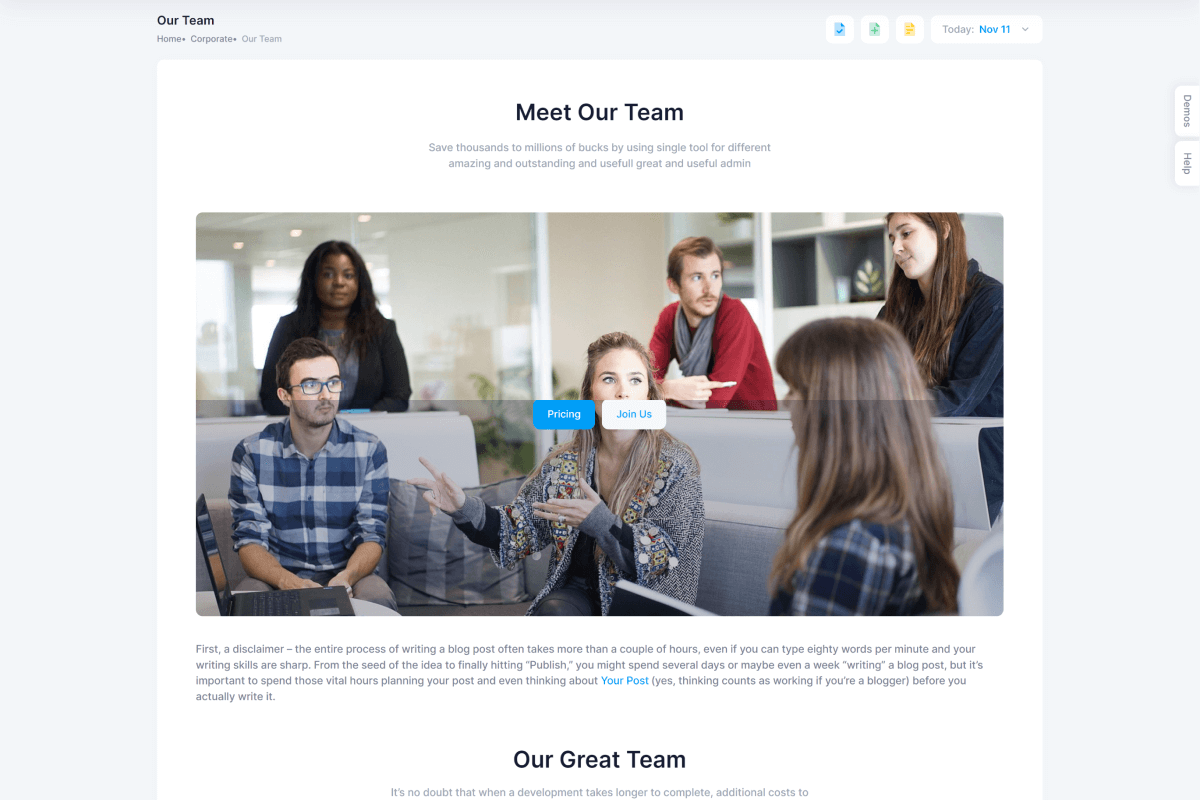 Our Team
Home• Corporate• Our Team
Today: Nov 11
Demos
Help
Meet Our Team
Save thousands to millions of bucks by using single tool for different
amazing and outstanding and usefull great and useful admin
Pricing
Join Us
First, a disclaimer – the entire process of writing a blog post often takes more than a couple of hours, even if you can type eighty words per minute and your
writing skills are sharp. From the seed of the idea to finally hitting “Publish,” you might spend several days or maybe even a week “writing” a blog post, but it’s
important to spend those vital hours planning your post and even thinking about Your Post (yes, thinking counts as working if you’re a blogger) before you
actually write it.
Our Great Team
It’s no doubt that when a development takes longer to complete, additional costs to